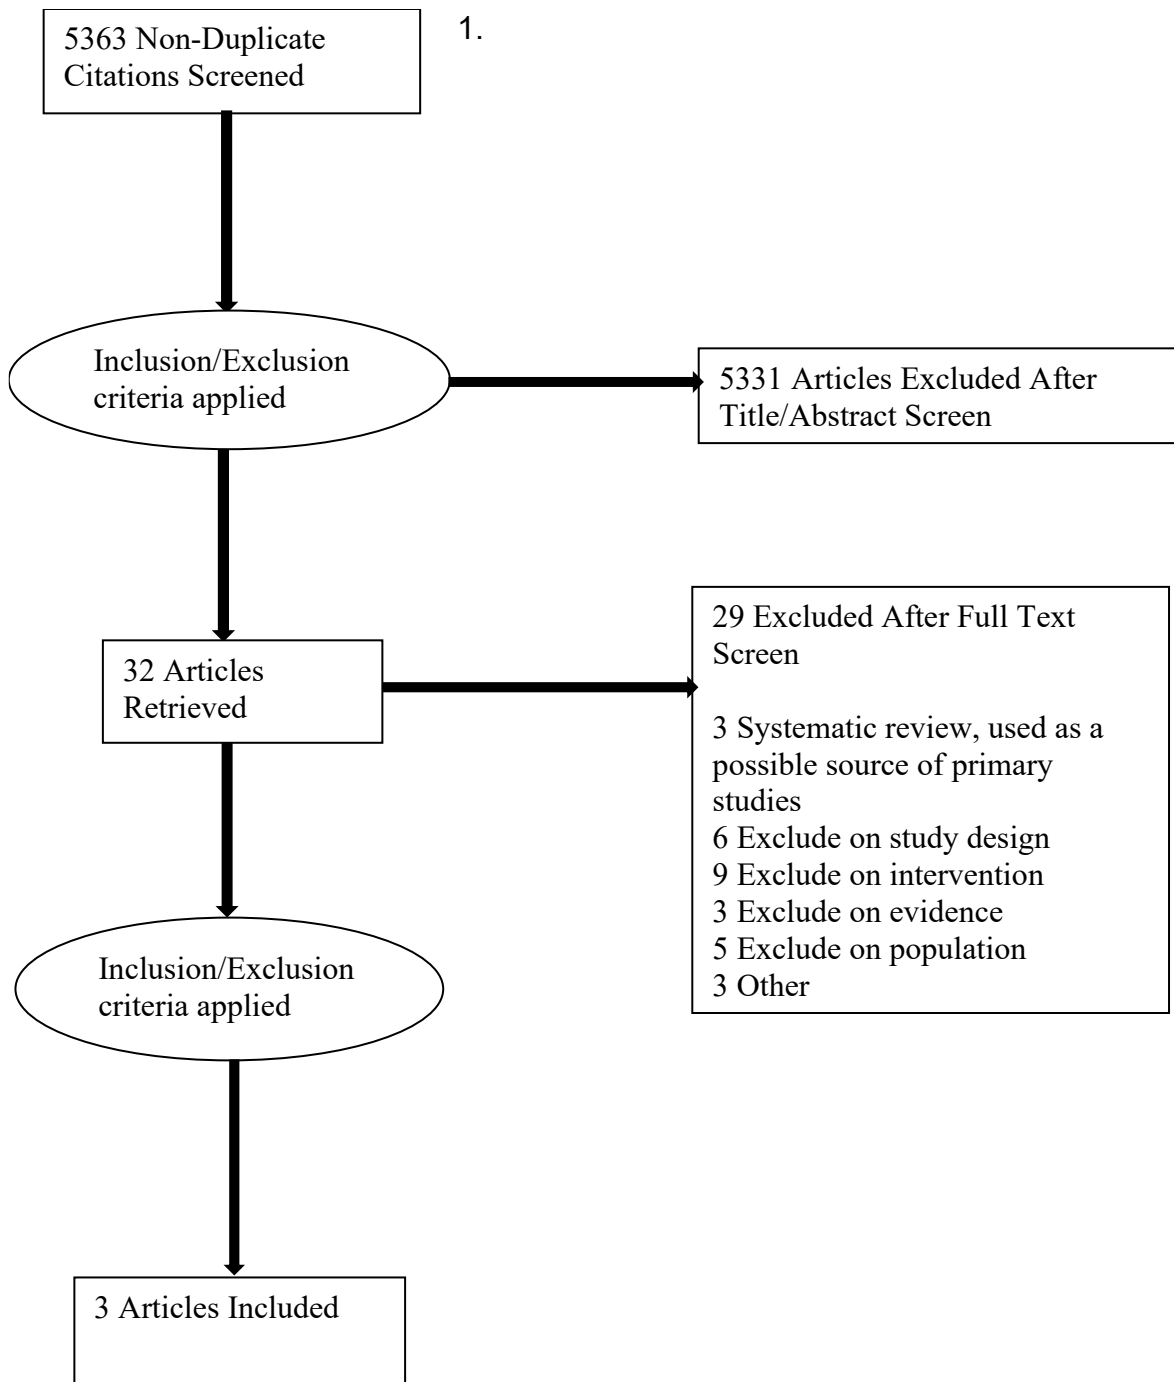 5363 Non-Duplicate
Citations Screened
1.
Inclusion/Exclusion
criteria applied
5331 Articles Excluded After
Title/Abstract Screen
32 Articles
Retrieved
29 Excluded After Full Text
Screen
3 Systematic review, used as a
possible source of primary
studies
6 Exclude on study design
9 Exclude on intervention
3 Exclude on evidence
5 Exclude on population
3 Other
Inclusion/Exclusion
criteria applied
3 Articles Included